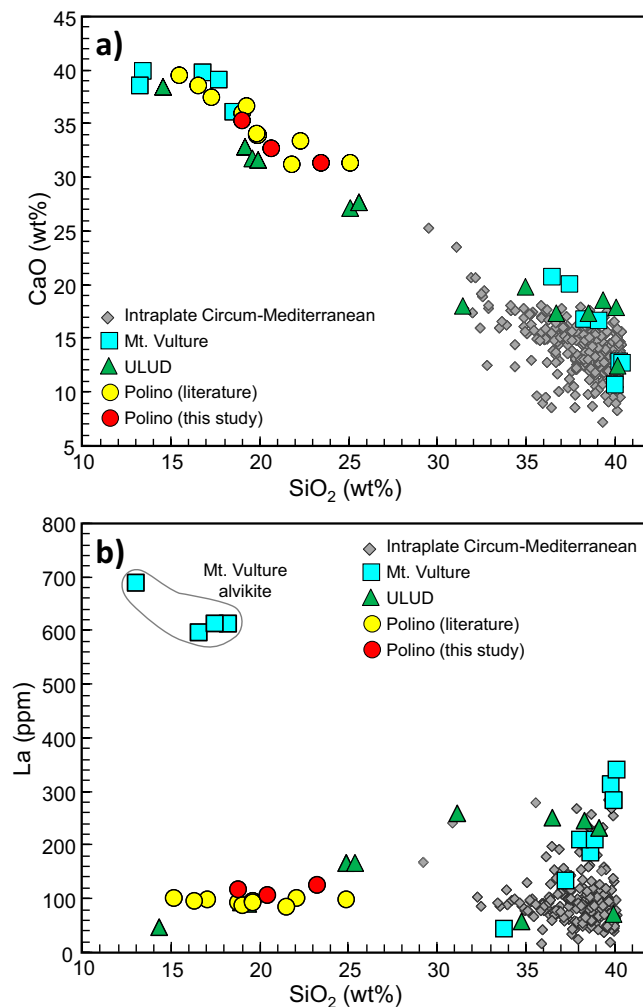 a)
45
40
35
30
25
20
15
10
5
CaO (wt%)
Intraplate Circum-Mediterranean
Mt. Vulture
ULUD
Polino (literature)
Polino (this study)
10 15 20 25 30 35 40
SiO2 (wt%)
b)
800
700
600
500
400
300
200
100
0
La (ppm)
Mt. Vulture
alvikite
Intraplate Circum-Mediterranean
Mt. Vulture
ULUD
Polino (literature)
Polino (this study)
10 15 20 25 30 35 40
SiO2 (wt%)